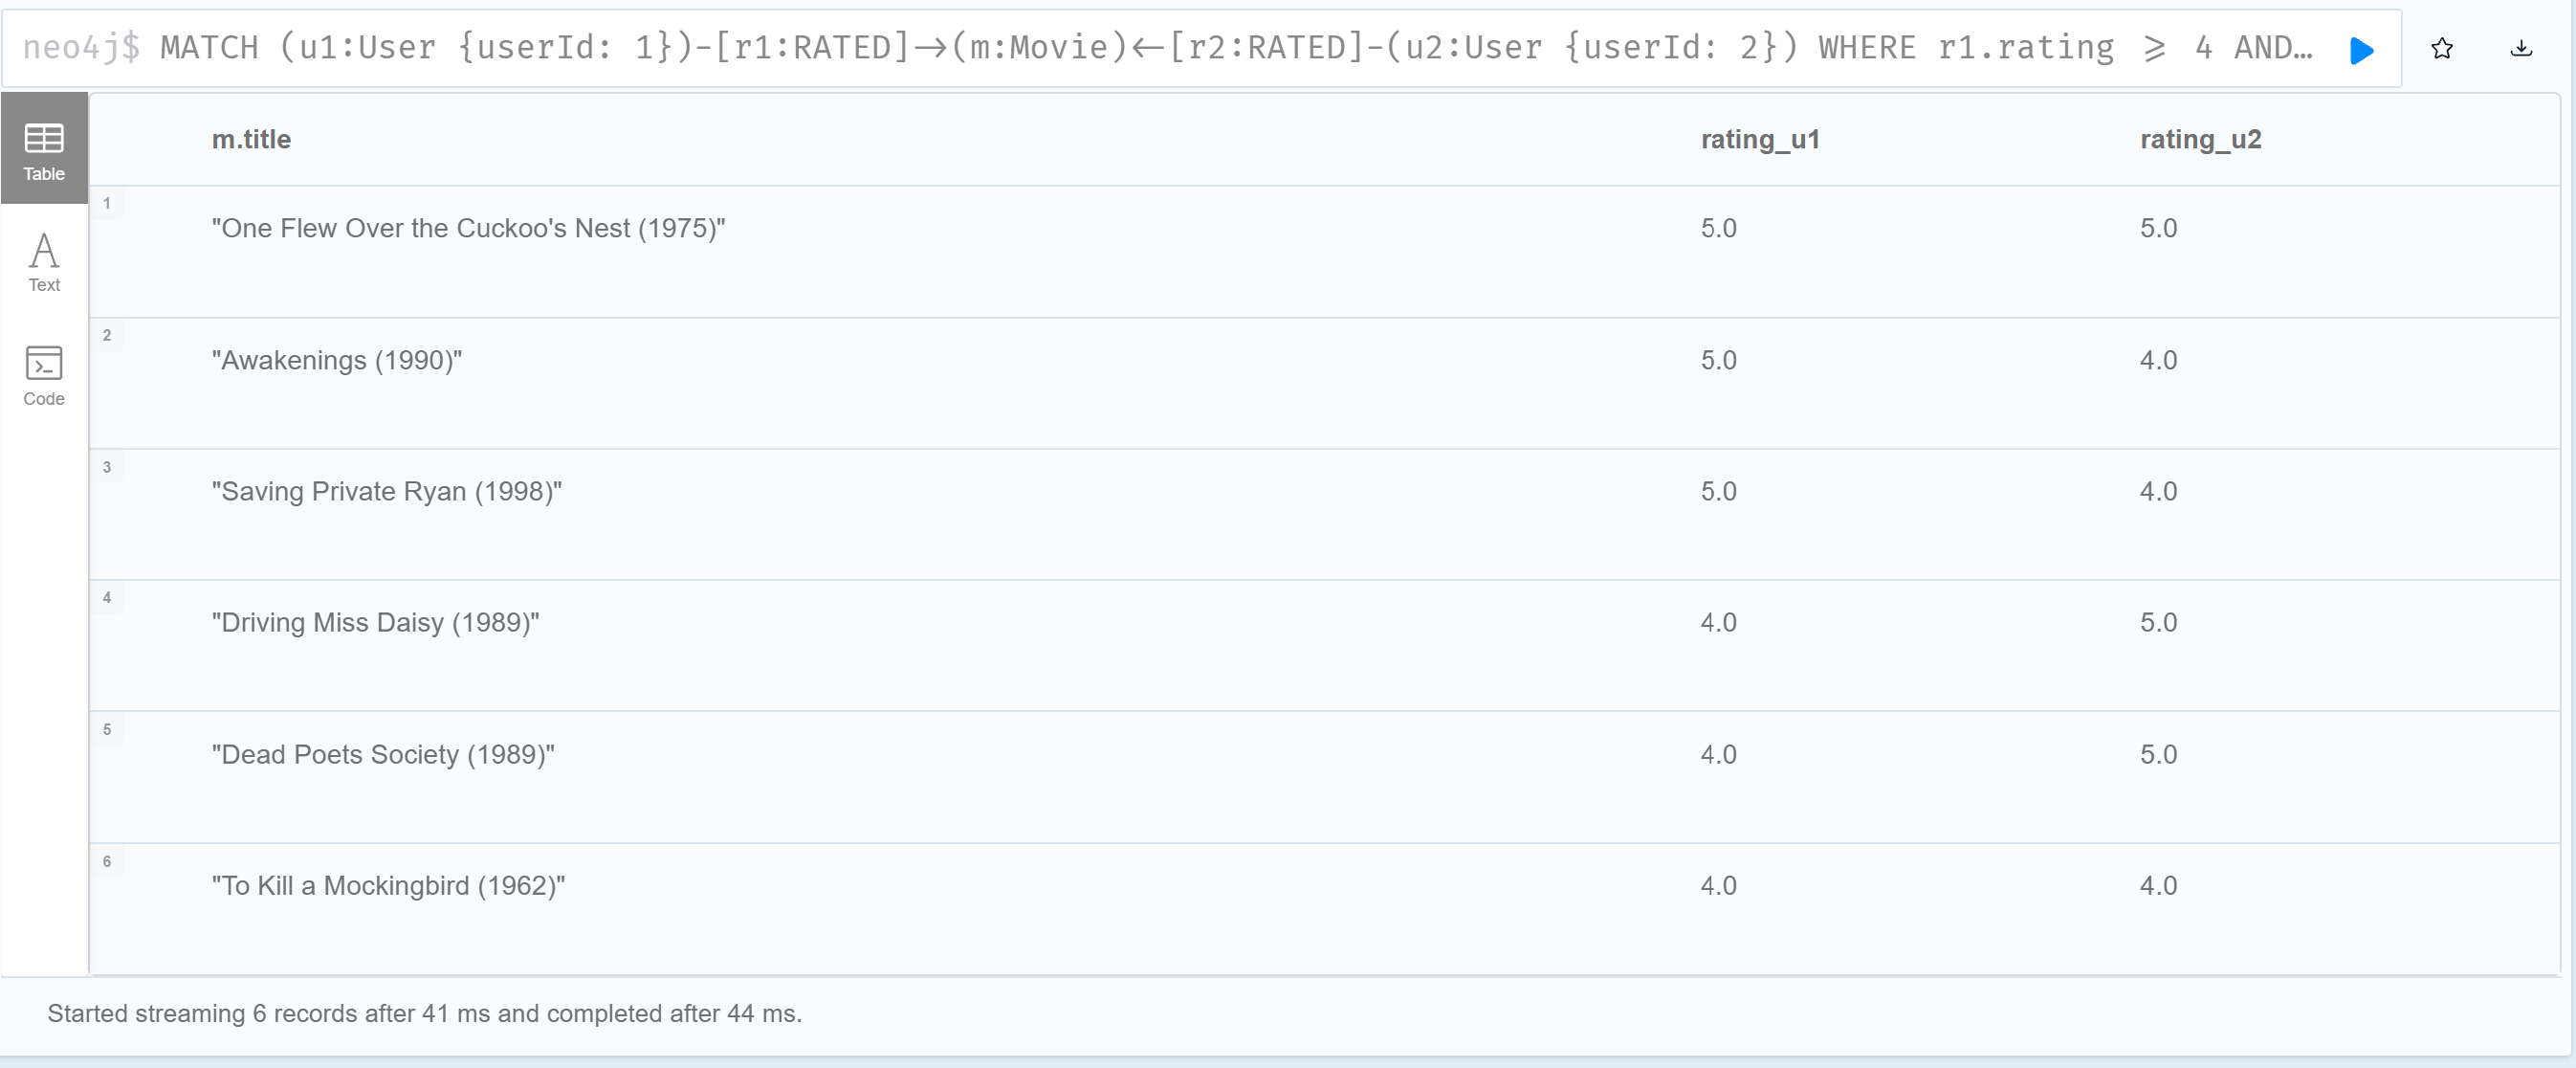 neo4j$ MATCH (u1:User {userId: 1})-[r1:RATED]→(m:Movie)←[r2:RATED]-(u2:User {userId: 2}) WHERE r1.rating ⩾ 4 AND…
Table
Text
Code
m.title rating_u1 rating_u2
1
"One Flew Over the Cuckoo's Nest (1975)" 5.0 5.0
2
"Awakenings (1990)" 5.0 4.0
3
"Saving Private Ryan (1998)" 5.0 4.0
4
"Driving Miss Daisy (1989)" 4.0 5.0
5
"Dead Poets Society (1989)" 4.0 5.0
6
"To Kill a Mockingbird (1962)" 4.0 4.0
Started streaming 6 records after 41 ms and completed after 44 ms.